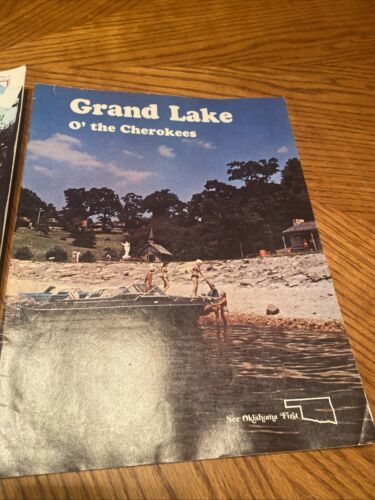 Grand Lake
O' the Cherokees
See Oklahoma First